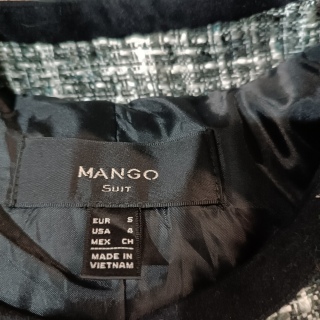 MANGO
SUIT
EUR S
USA 4
MEX CH
MADE IN
VIETNAM